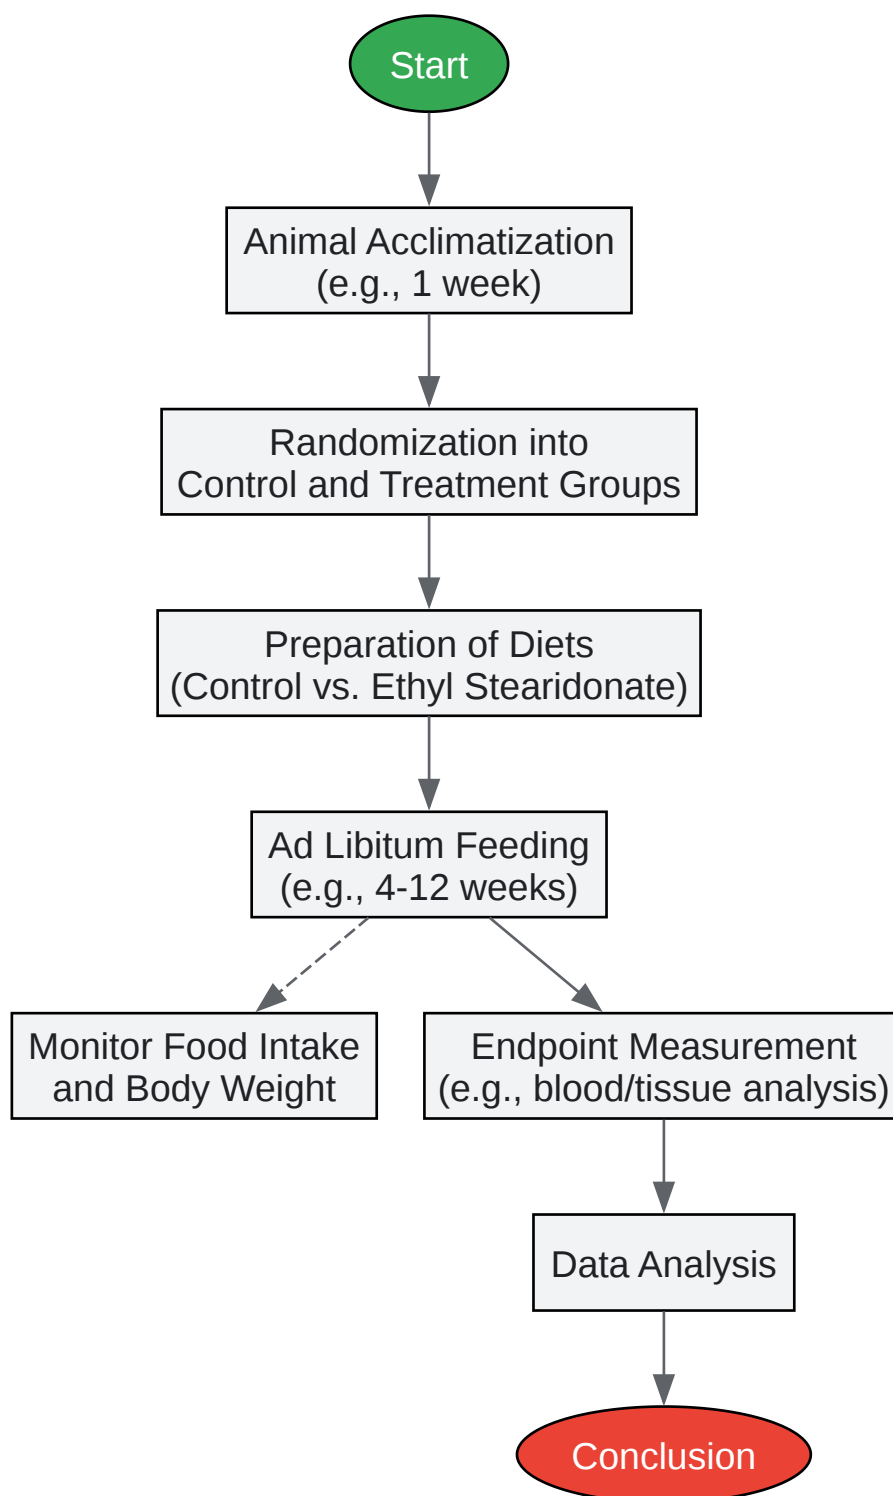 Start
Animal Acclimatization
(e.g., 1 week)
Randomization into
Control and Treatment Groups
Preparation of Diets
(Control vs. Ethyl Stearidonate)
Ad Libitum Feeding
(e.g., 4-12 weeks)
Monitor Food Intake
and Body Weight
Endpoint Measurement
(e.g., blood/tissue analysis)
Data Analysis
Conclusion